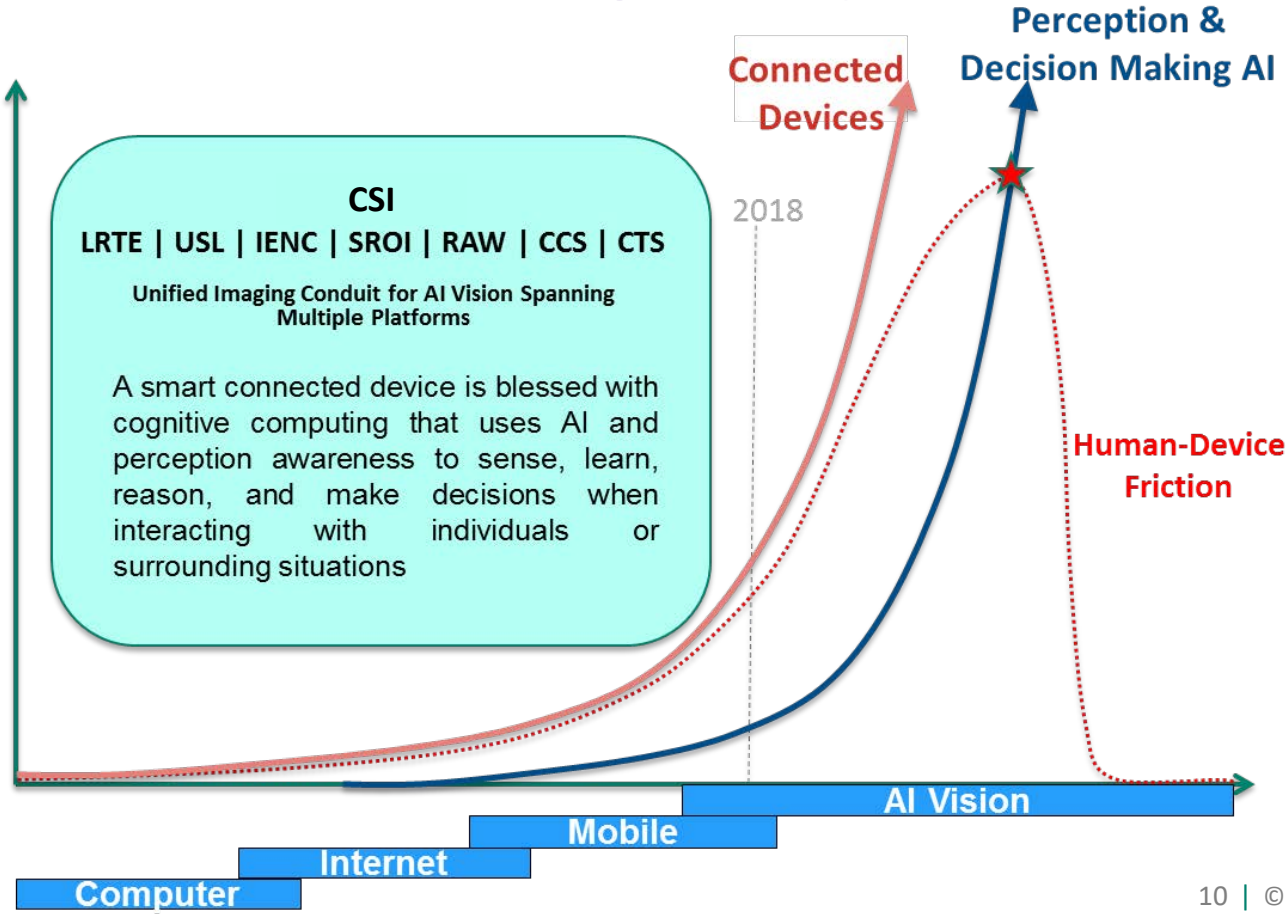 Perception &
Decision Making AI
Connected
Devices
2018
CSI
LRTE | USL | IENC | SROI | RAW | CCS | CTS
Unified Imaging Conduit for AI Vision Spanning
Multiple Platforms
A smart connected device is blessed with
cognitive computing that uses AI and
perception awareness to sense, learn,
reason, and make decisions when
interacting with individuals or
surrounding situations
Human-Device
Friction
AI Vision
Mobile
Internet
Computer
10 | ©